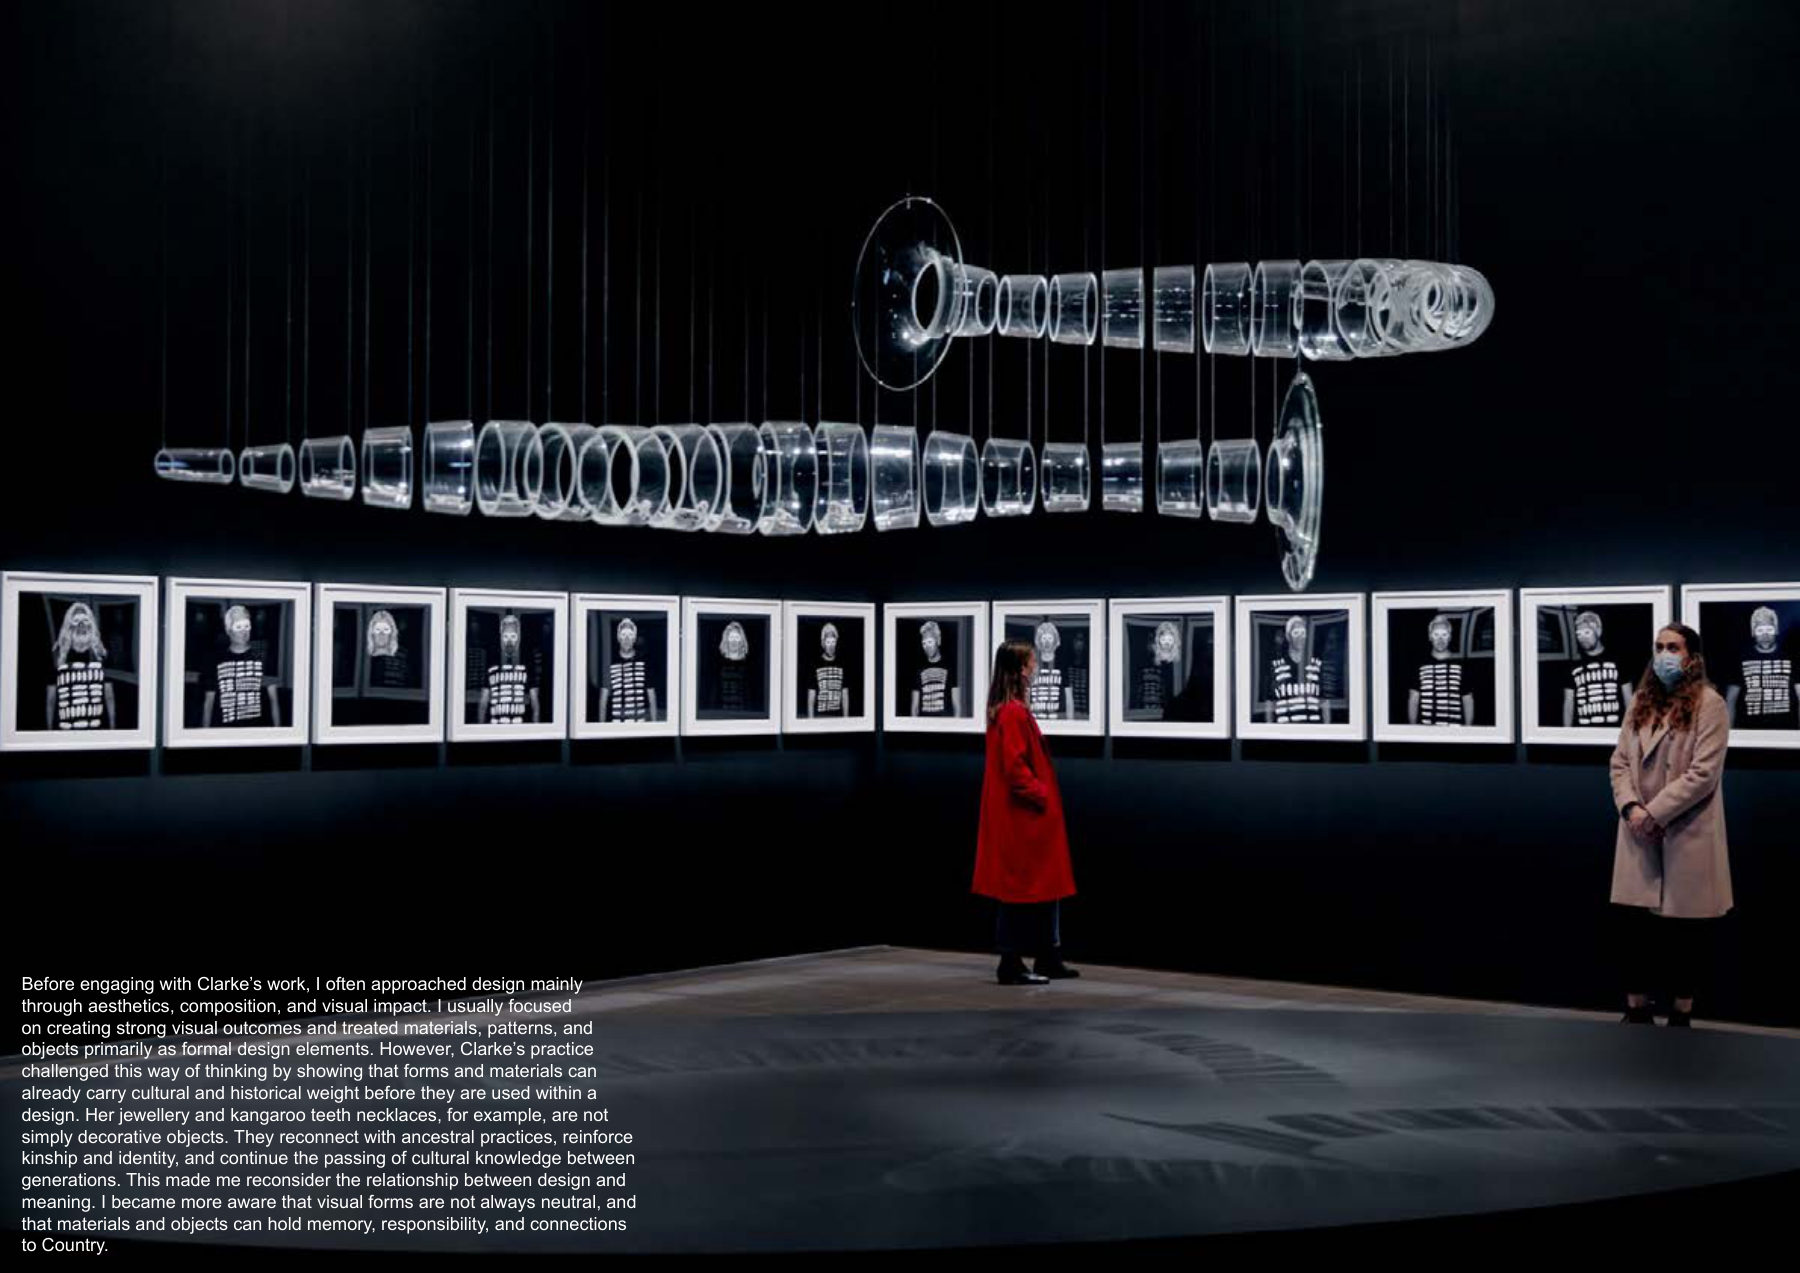 Before engaging with Clarke’s work, I often approached design mainly
through aesthetics, composition, and visual impact. I usually focused
on creating strong visual outcomes and treated materials, patterns, and
objects primarily as formal design elements. However, Clarke’s practice
challenged this way of thinking by showing that forms and materials can
already carry cultural and historical weight before they are used within a
design. Her jewellery and kangaroo teeth necklaces, for example, are not
simply decorative objects. They reconnect with ancestral practices, reinforce
kinship and identity, and continue the passing of cultural knowledge between
generations. This made me reconsider the relationship between design and
meaning. I became more aware that visual forms are not always neutral, and
that materials and objects can hold memory, responsibility, and connections
to Country.